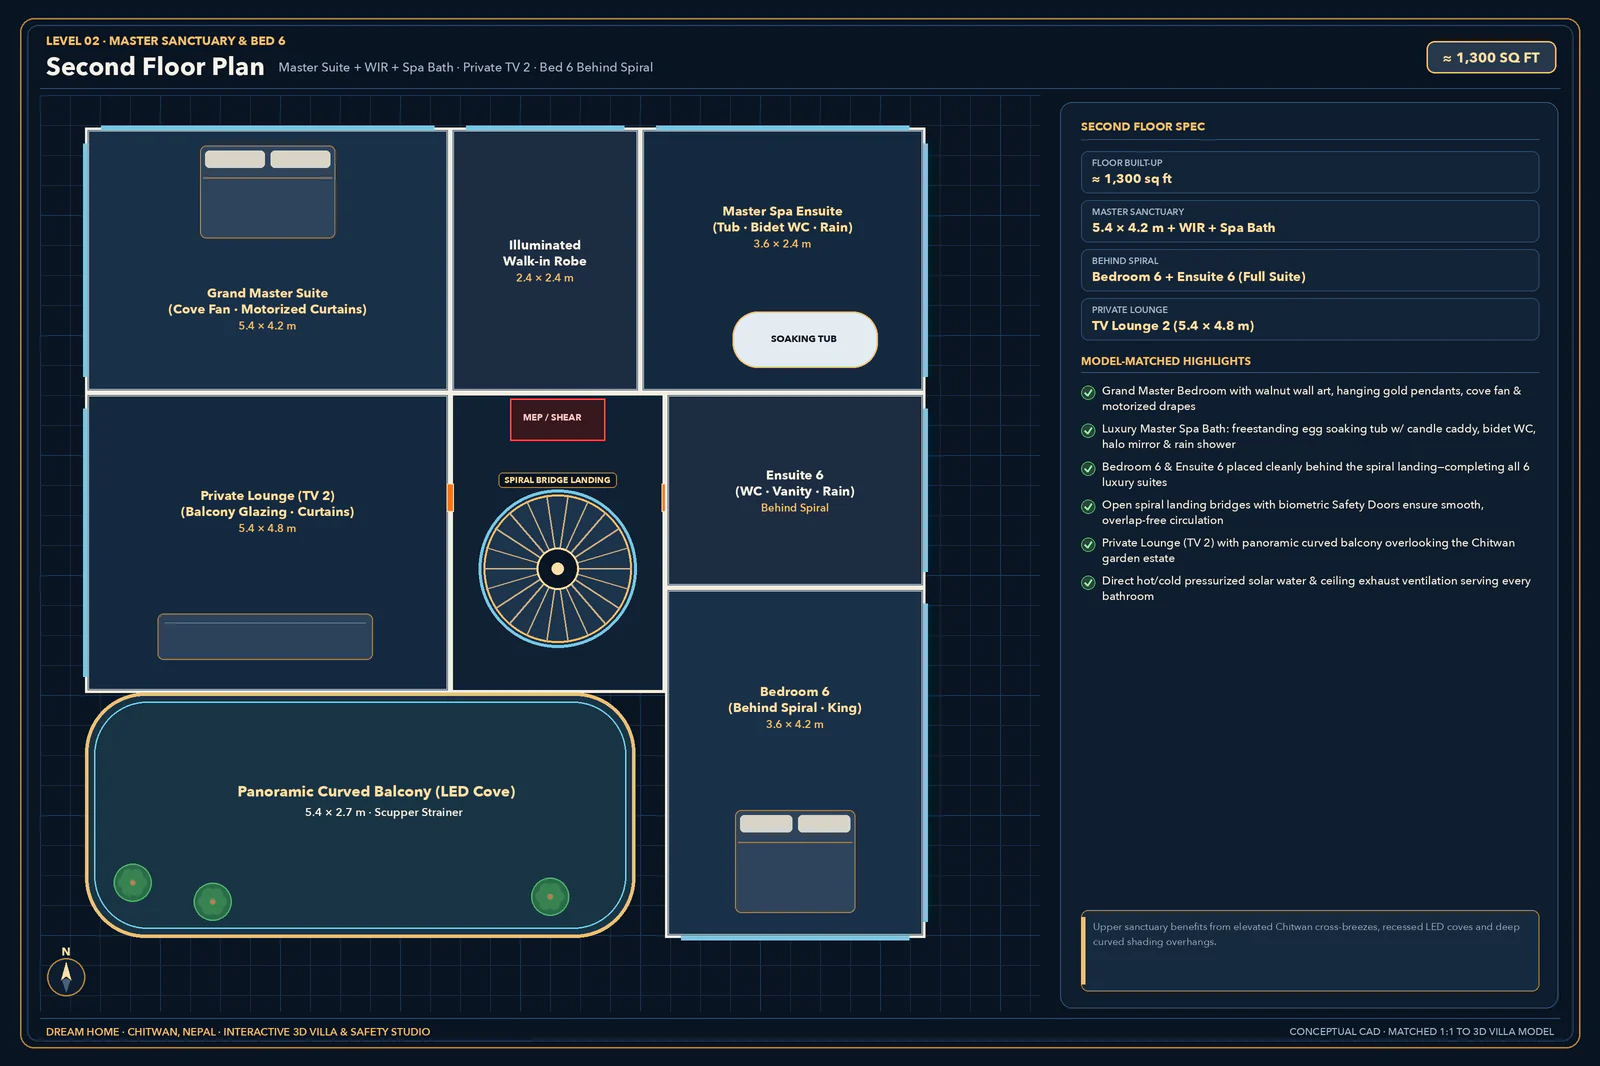 LEVEL 02 · MASTER SANCTUARY & BED 6
Second Floor Plan
Master Suite + WIR + Spa Bath · Private TV 2 · Bed 6 Behind Spiral
≈ 1,300 SQ FT
Grand Master Suite
(Cove Fan · Motorized Curtains)
5.4 × 4.2 m
Illuminated
Walk-in Robe
2.4 × 2.4 m
Master Spa Ensuite
(Tub · Bidet WC · Rain)
3.6 × 2.4 m
SOAKING TUB
MEP / SHEAR
SPIRAL BRIDGE LANDING
Private Lounge (TV 2)
(Balcony Glazing · Curtains)
5.4 × 4.8 m
Ensuite 6
(WC · Vanity · Rain)
Behind Spiral
Bedroom 6
(Behind Spiral · King)
3.6 × 4.2 m
Panoramic Curved Balcony (LED Cove)
5.4 × 2.7 m · Scupper Strainer
N
SECOND FLOOR SPEC
FLOOR BUILT-UP
≈ 1,300 sq ft
MASTER SANCTUARY
5.4 × 4.2 m + WIR + Spa Bath
BEHIND SPIRAL
Bedroom 6 + Ensuite 6 (Full Suite)
PRIVATE LOUNGE
TV Lounge 2 (5.4 × 4.8 m)
MODEL-MATCHED HIGHLIGHTS
Grand Master Bedroom with walnut wall art, hanging gold pendants, cove fan &
motorized drapes
Luxury Master Spa Bath: freestanding egg soaking tub w/ candle caddy, bidet WC,
halo mirror & rain shower
Bedroom 6 & Ensuite 6 placed cleanly behind the spiral landing—completing all 6
luxury suites
Open spiral landing bridges with biometric Safety Doors ensure smooth,
overlap-free circulation
Private Lounge (TV 2) with panoramic curved balcony overlooking the Chitwan
garden estate
Direct hot/cold pressurized solar water & ceiling exhaust ventilation serving every
bathroom
Upper sanctuary benefits from elevated Chitwan cross-breezes, recessed LED coves and deep
curved shading overhangs.
DREAM HOME · CHITWAN, NEPAL · INTERACTIVE 3D VILLA & SAFETY STUDIO
CONCEPTUAL CAD · MATCHED 1:1 TO 3D VILLA MODEL